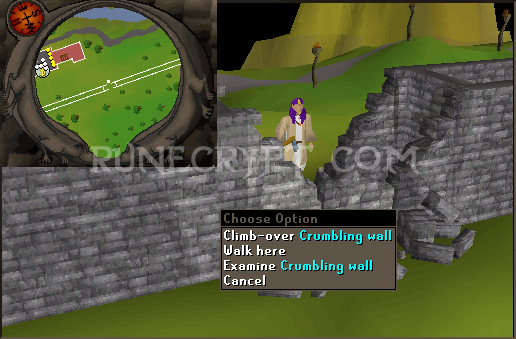 RUNECRYPT.COM
Choose Option
Climb-over Crumbling wall
Walk here
Examine Crumbling wall
Cancel